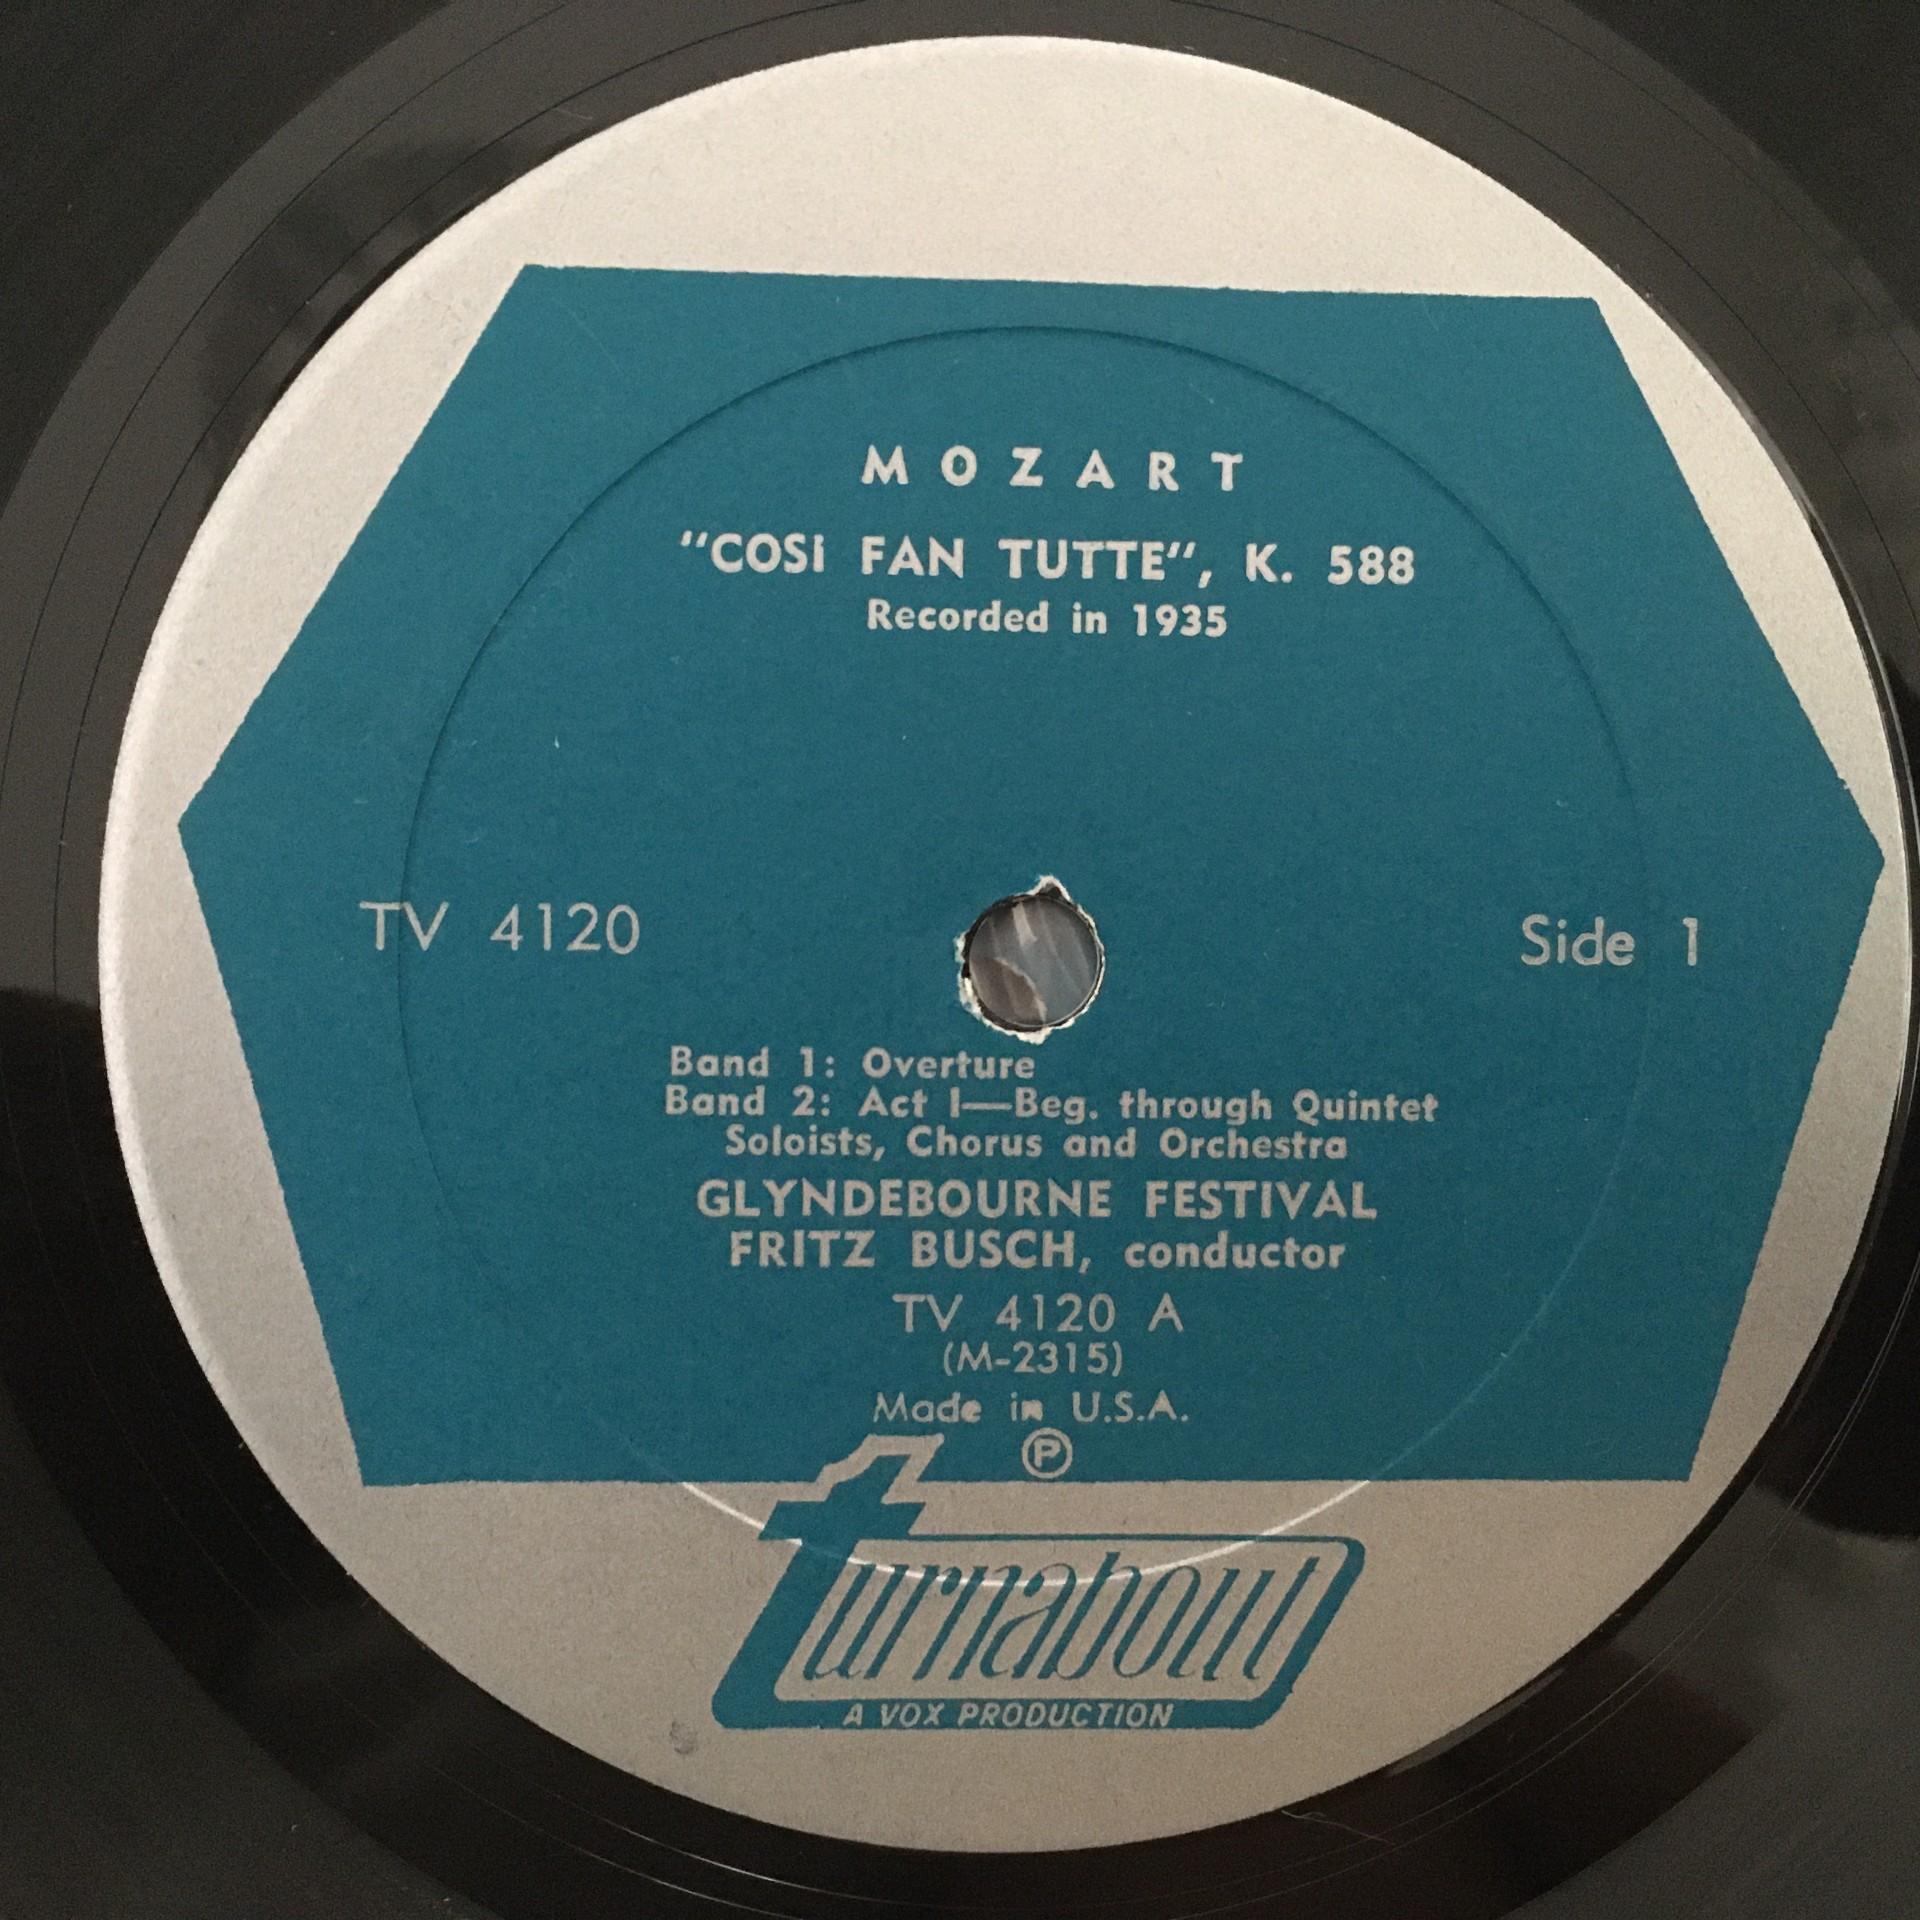 MOZART
"COSI FAN TUTTE", K. 588
Recorded in 1935
TV 4120
Side 1
Band 1: Overture
Band 2: Act I—Beg. through Quintet
Soloists, Chorus and Orchestra
GLYNDEBOURNE FESTIVAL
FRITZ BUSCH, conductor
TV 4120 A
(M-2315)
Made in U.S.A.
℗
turnabout
A VOX PRODUCTION